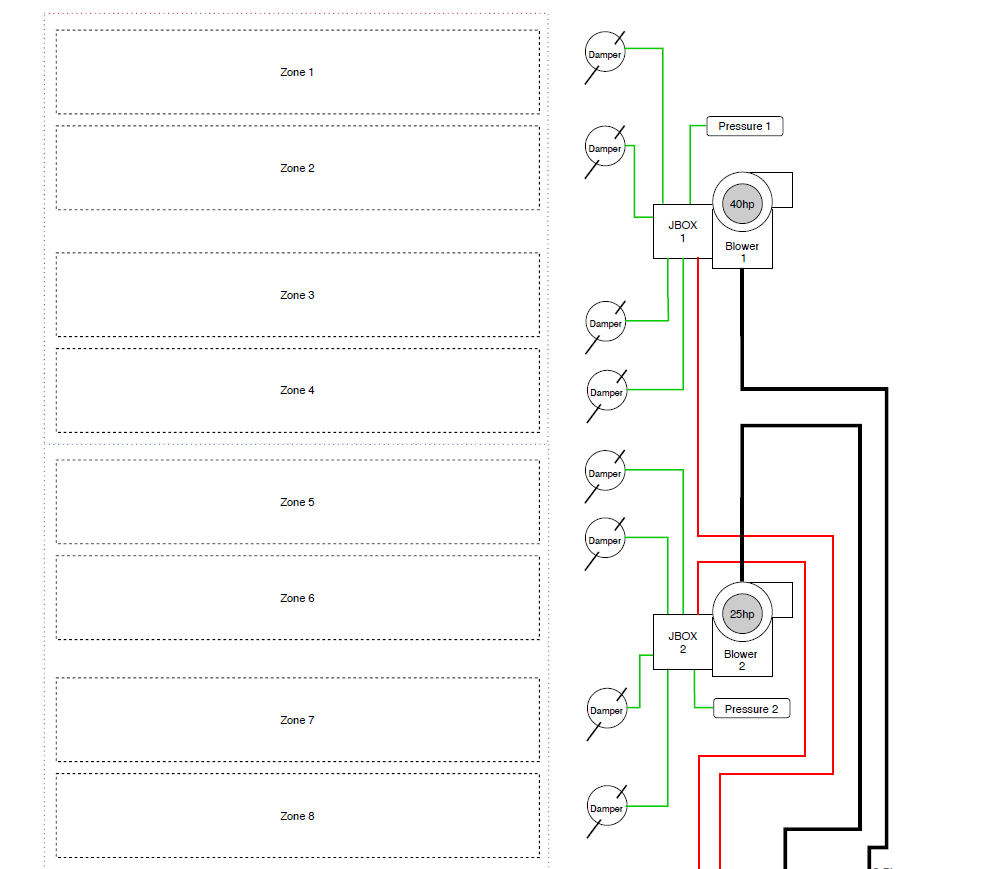 Zone 1
Damper
Pressure 1
Damper
Zone 2
40hp
JBOX
1
Blower
1
Zone 3
Damper
Zone 4
Damper
Damper
Zone 5
Damper
Zone 6
25hp
JBOX
2
Blower
2
Damper
Pressure 2
Zone 7
Damper
Zone 8